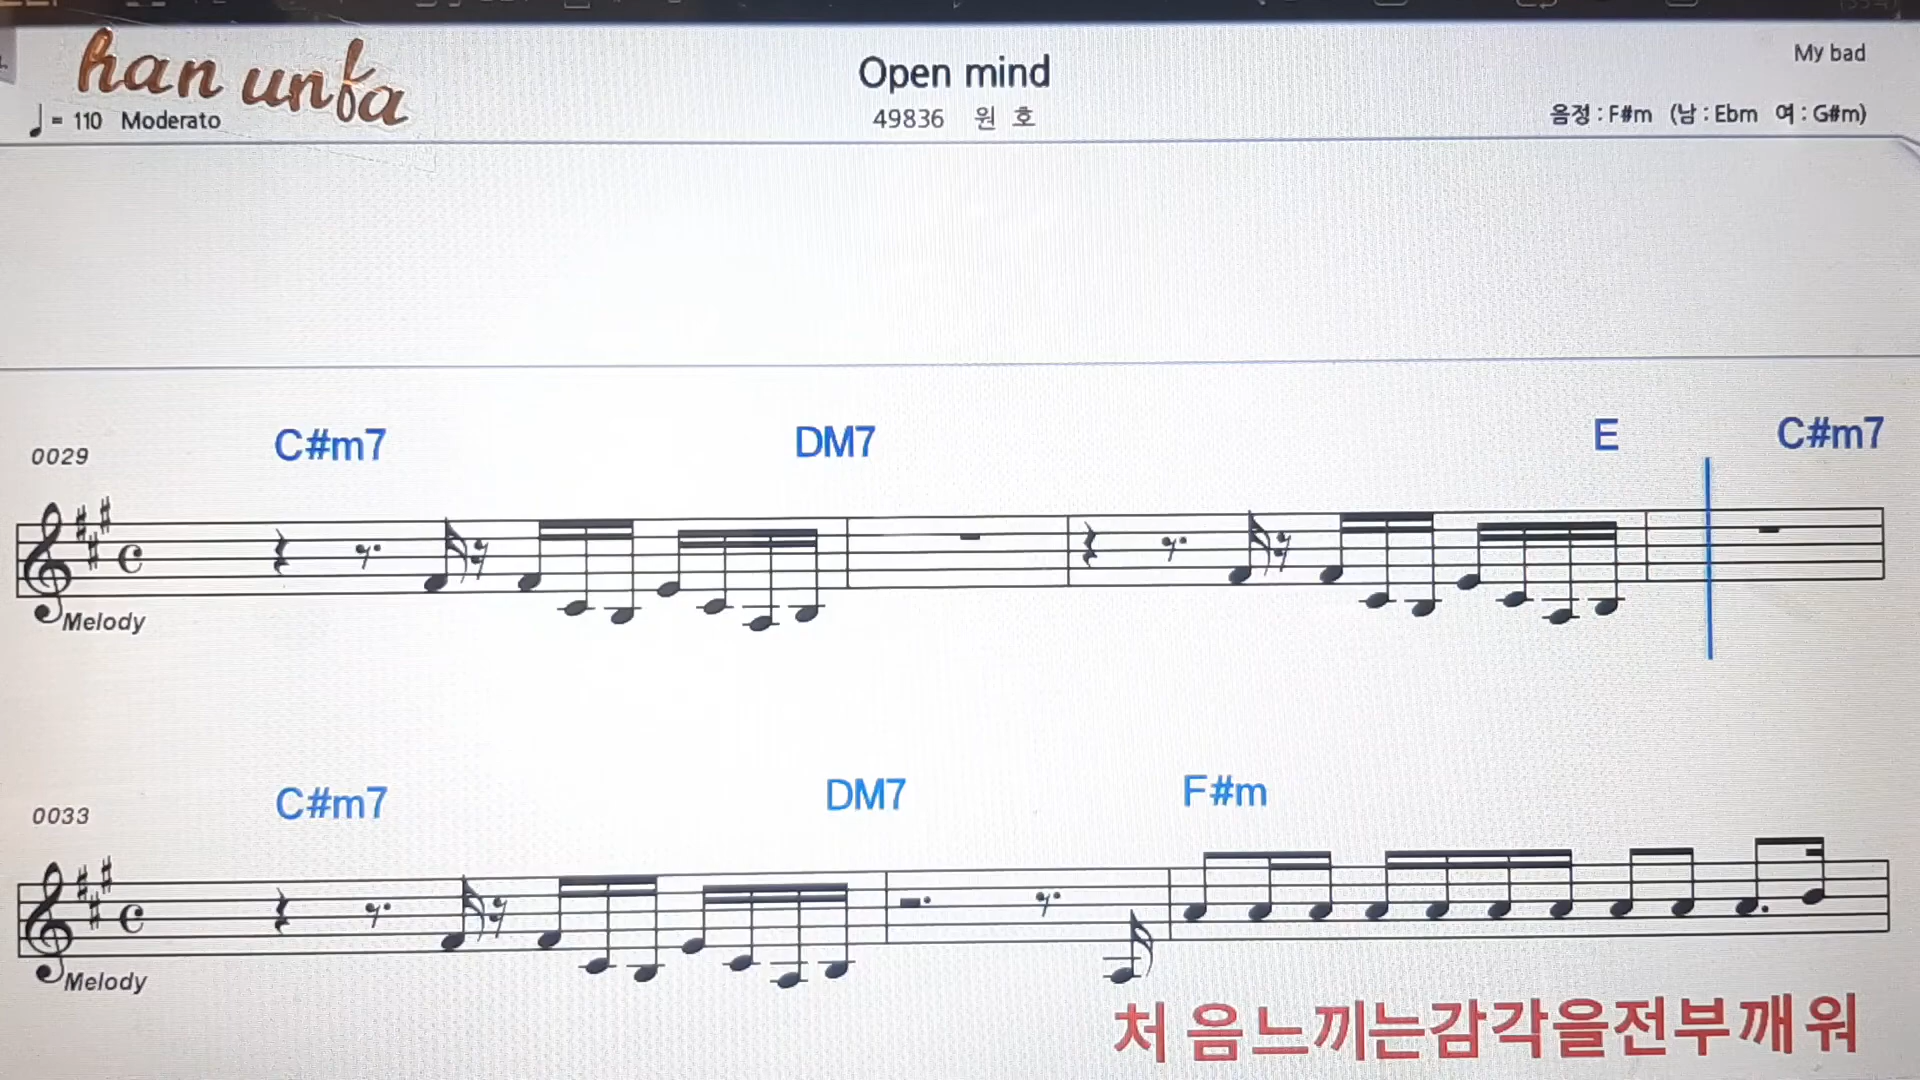 han unba
Open mind
My bad
♩ = 110 Moderato
49836 원 호
음정 : F#m (남 : Ebm 여 : G#m)
C#m7 DM7 E C#m7
0029
Melody
C#m7 DM7 F#m
0033
Melody
처 음느끼는감각을전부깨워